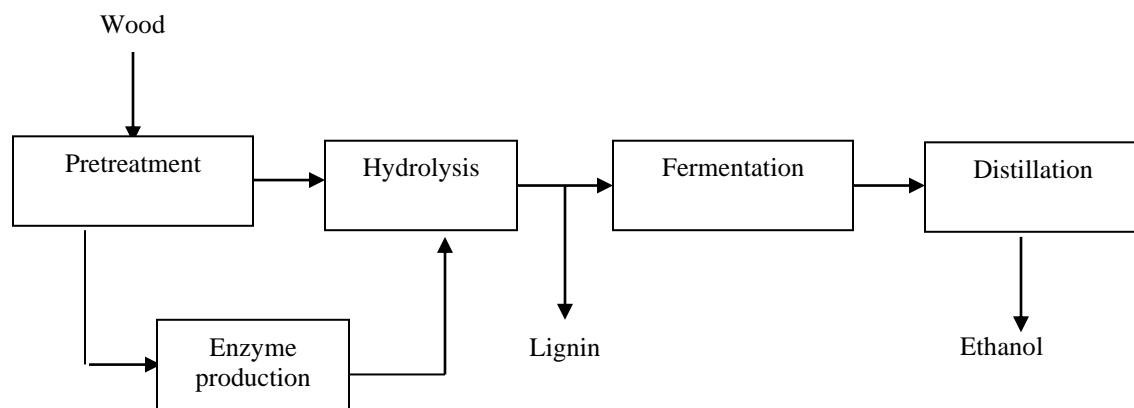 Wood
Pretreatment
Hydrolysis
Fermentation
Distillation
Enzyme
production
Lignin
Ethanol